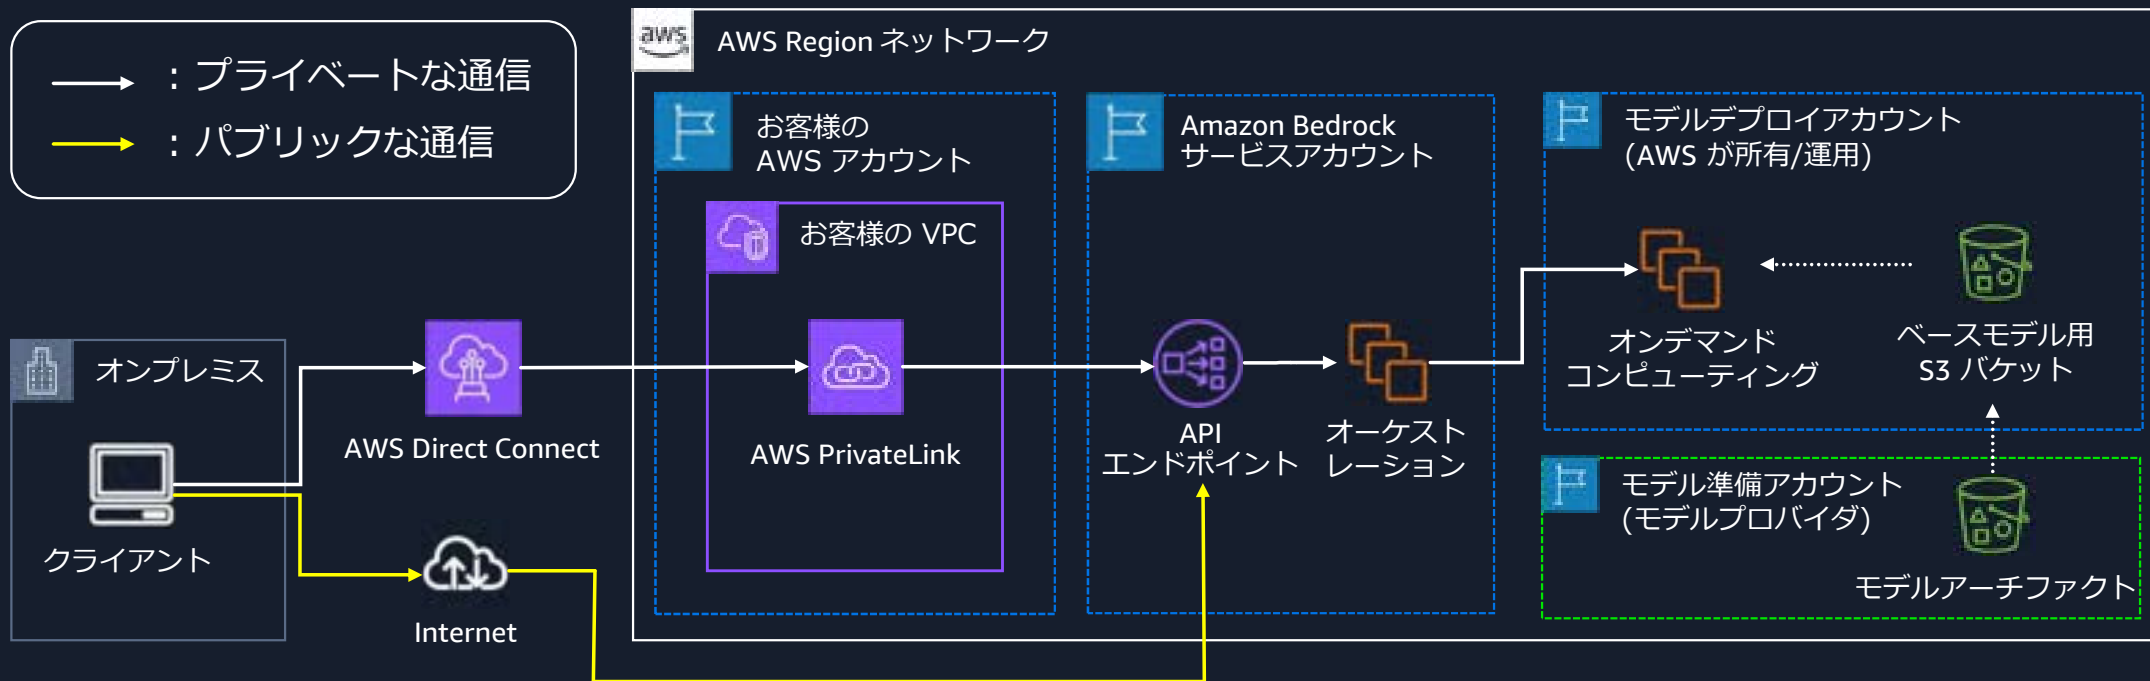 : プライベートな通信
: パブリックな通信
aws
AWS Region ネットワーク
お客様の
AWS アカウント
お客様の VPC
Amazon Bedrock
サービスアカウント
モデルデプロイアカウント
(AWS が所有/運用)
オンプレミス
クライアント
AWS Direct Connect
Internet
AWS PrivateLink
API
エンドポイント
オーケスト
レーション
オンデマンド
コンピューティング
ベースモデル用
S3 バケット
モデル準備アカウント
(モデルプロバイダ)
モデルアーチファクト